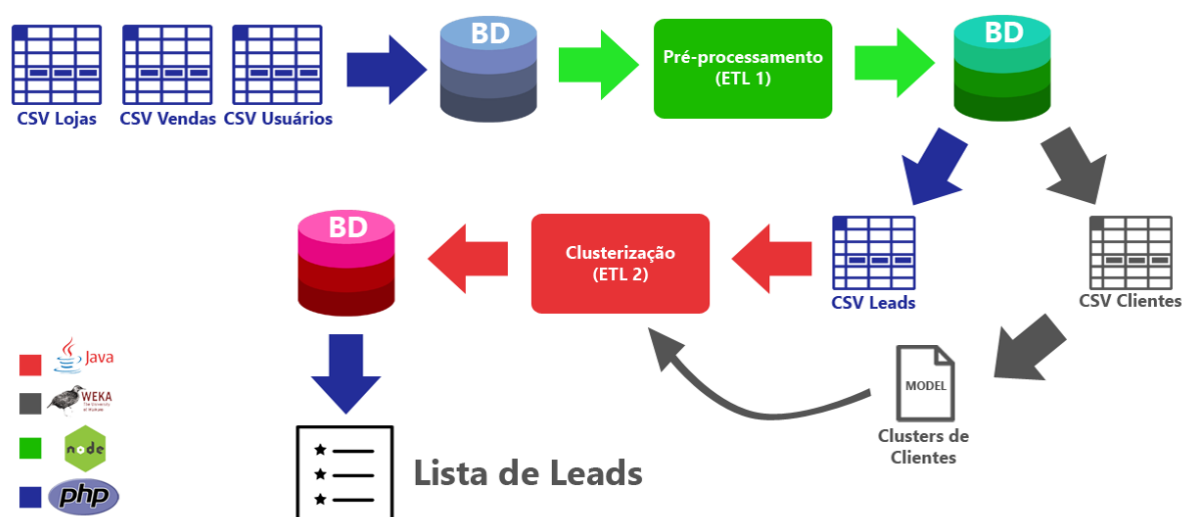 BD
BD
Pré-processamento
(ETL 1)
CSV Lojas
CSV Vendas
CSV Usuários
BD
Clusterização
(ETL 2)
CSV Leads
CSV Clientes
Java
WEKA
MODEL
Clusters de
Clientes
node
Lista de Leads
php